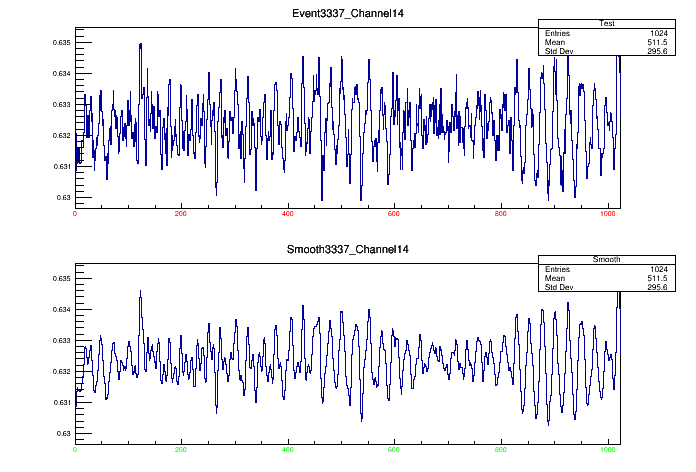 Event3337_Channel14
Test
Entries 1024
Mean 511.5
Std Dev 295.6
0.635
0.634
0.633
0.632
0.631
0.63
0 200 400 600 800 1000
Smooth3337_Channel14
Smooth
Entries 1024
Mean 511.5
Std Dev 295.6
0.635
0.634
0.633
0.632
0.631
0.63
0 200 400 600 800 1000